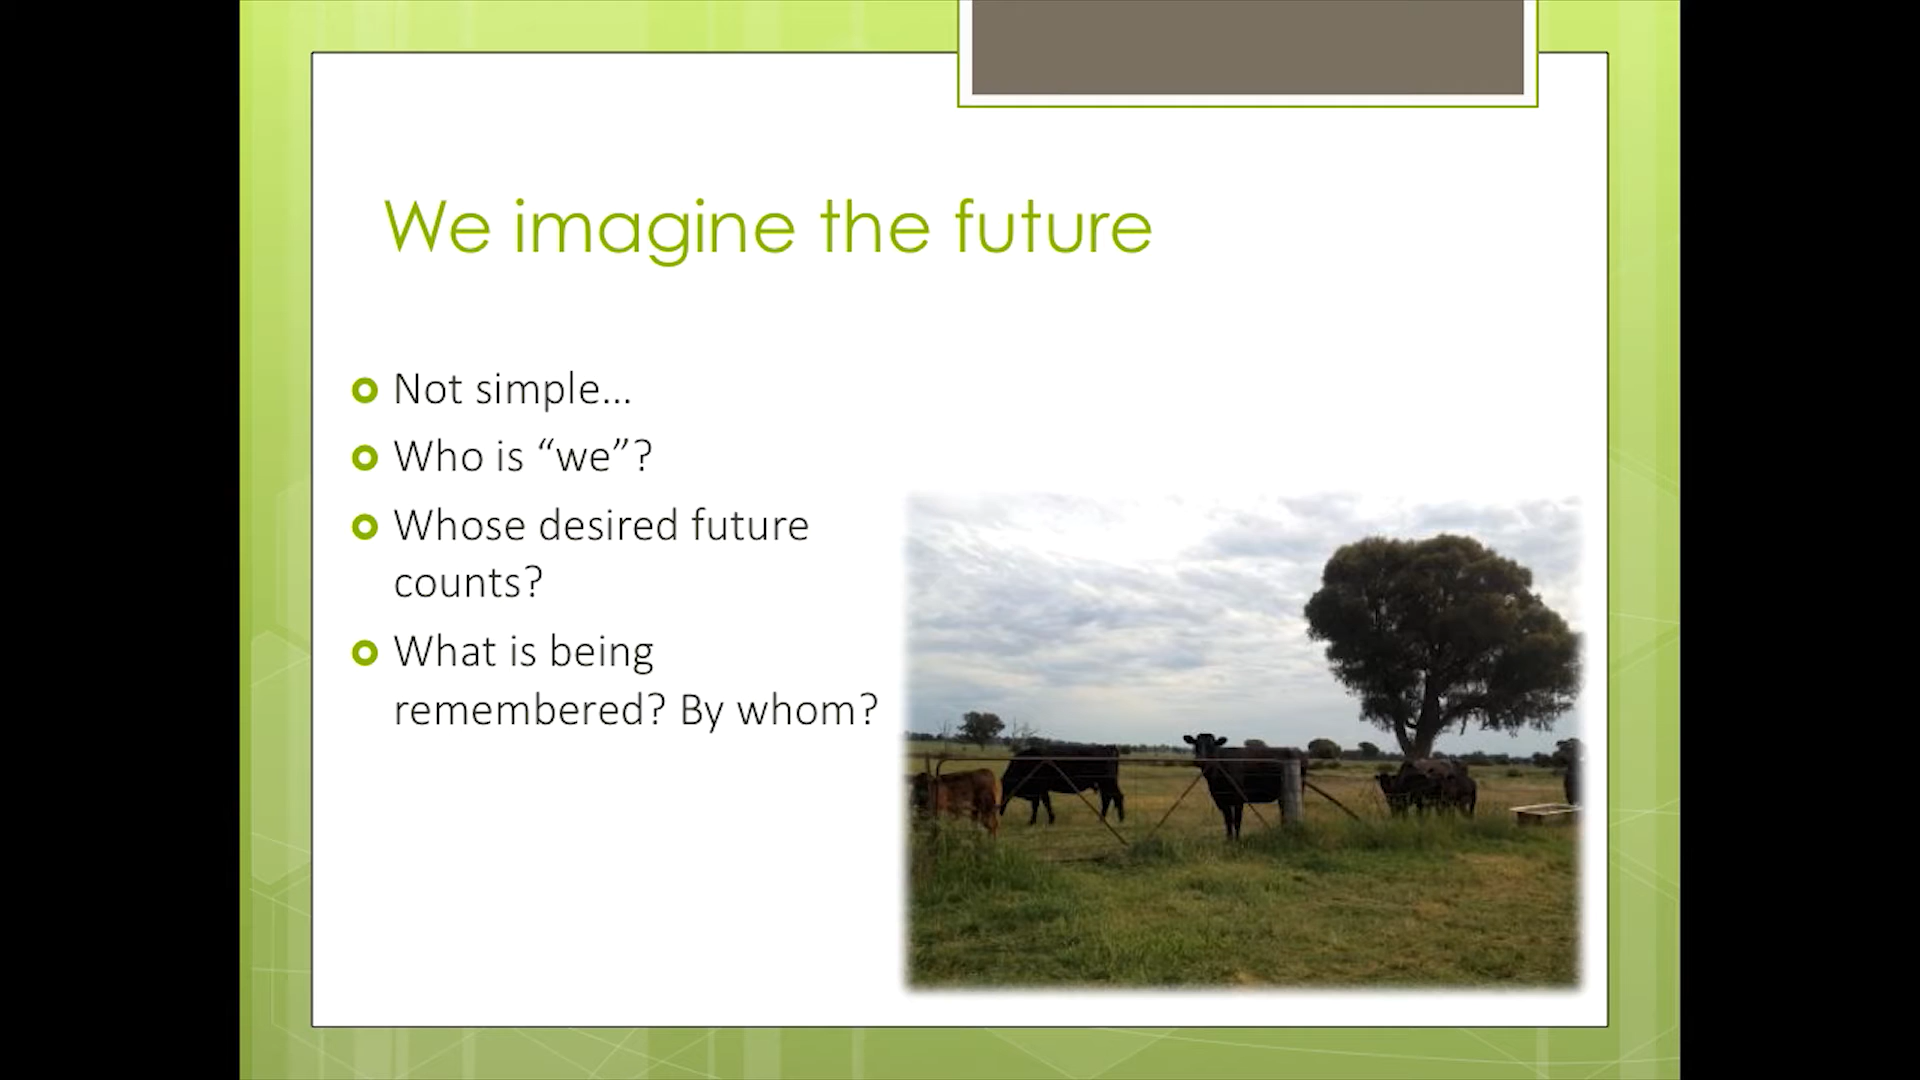 We imagine the future
Not simple...
Who is “we”?
Whose desired future
counts?
What is being
remembered? By whom?